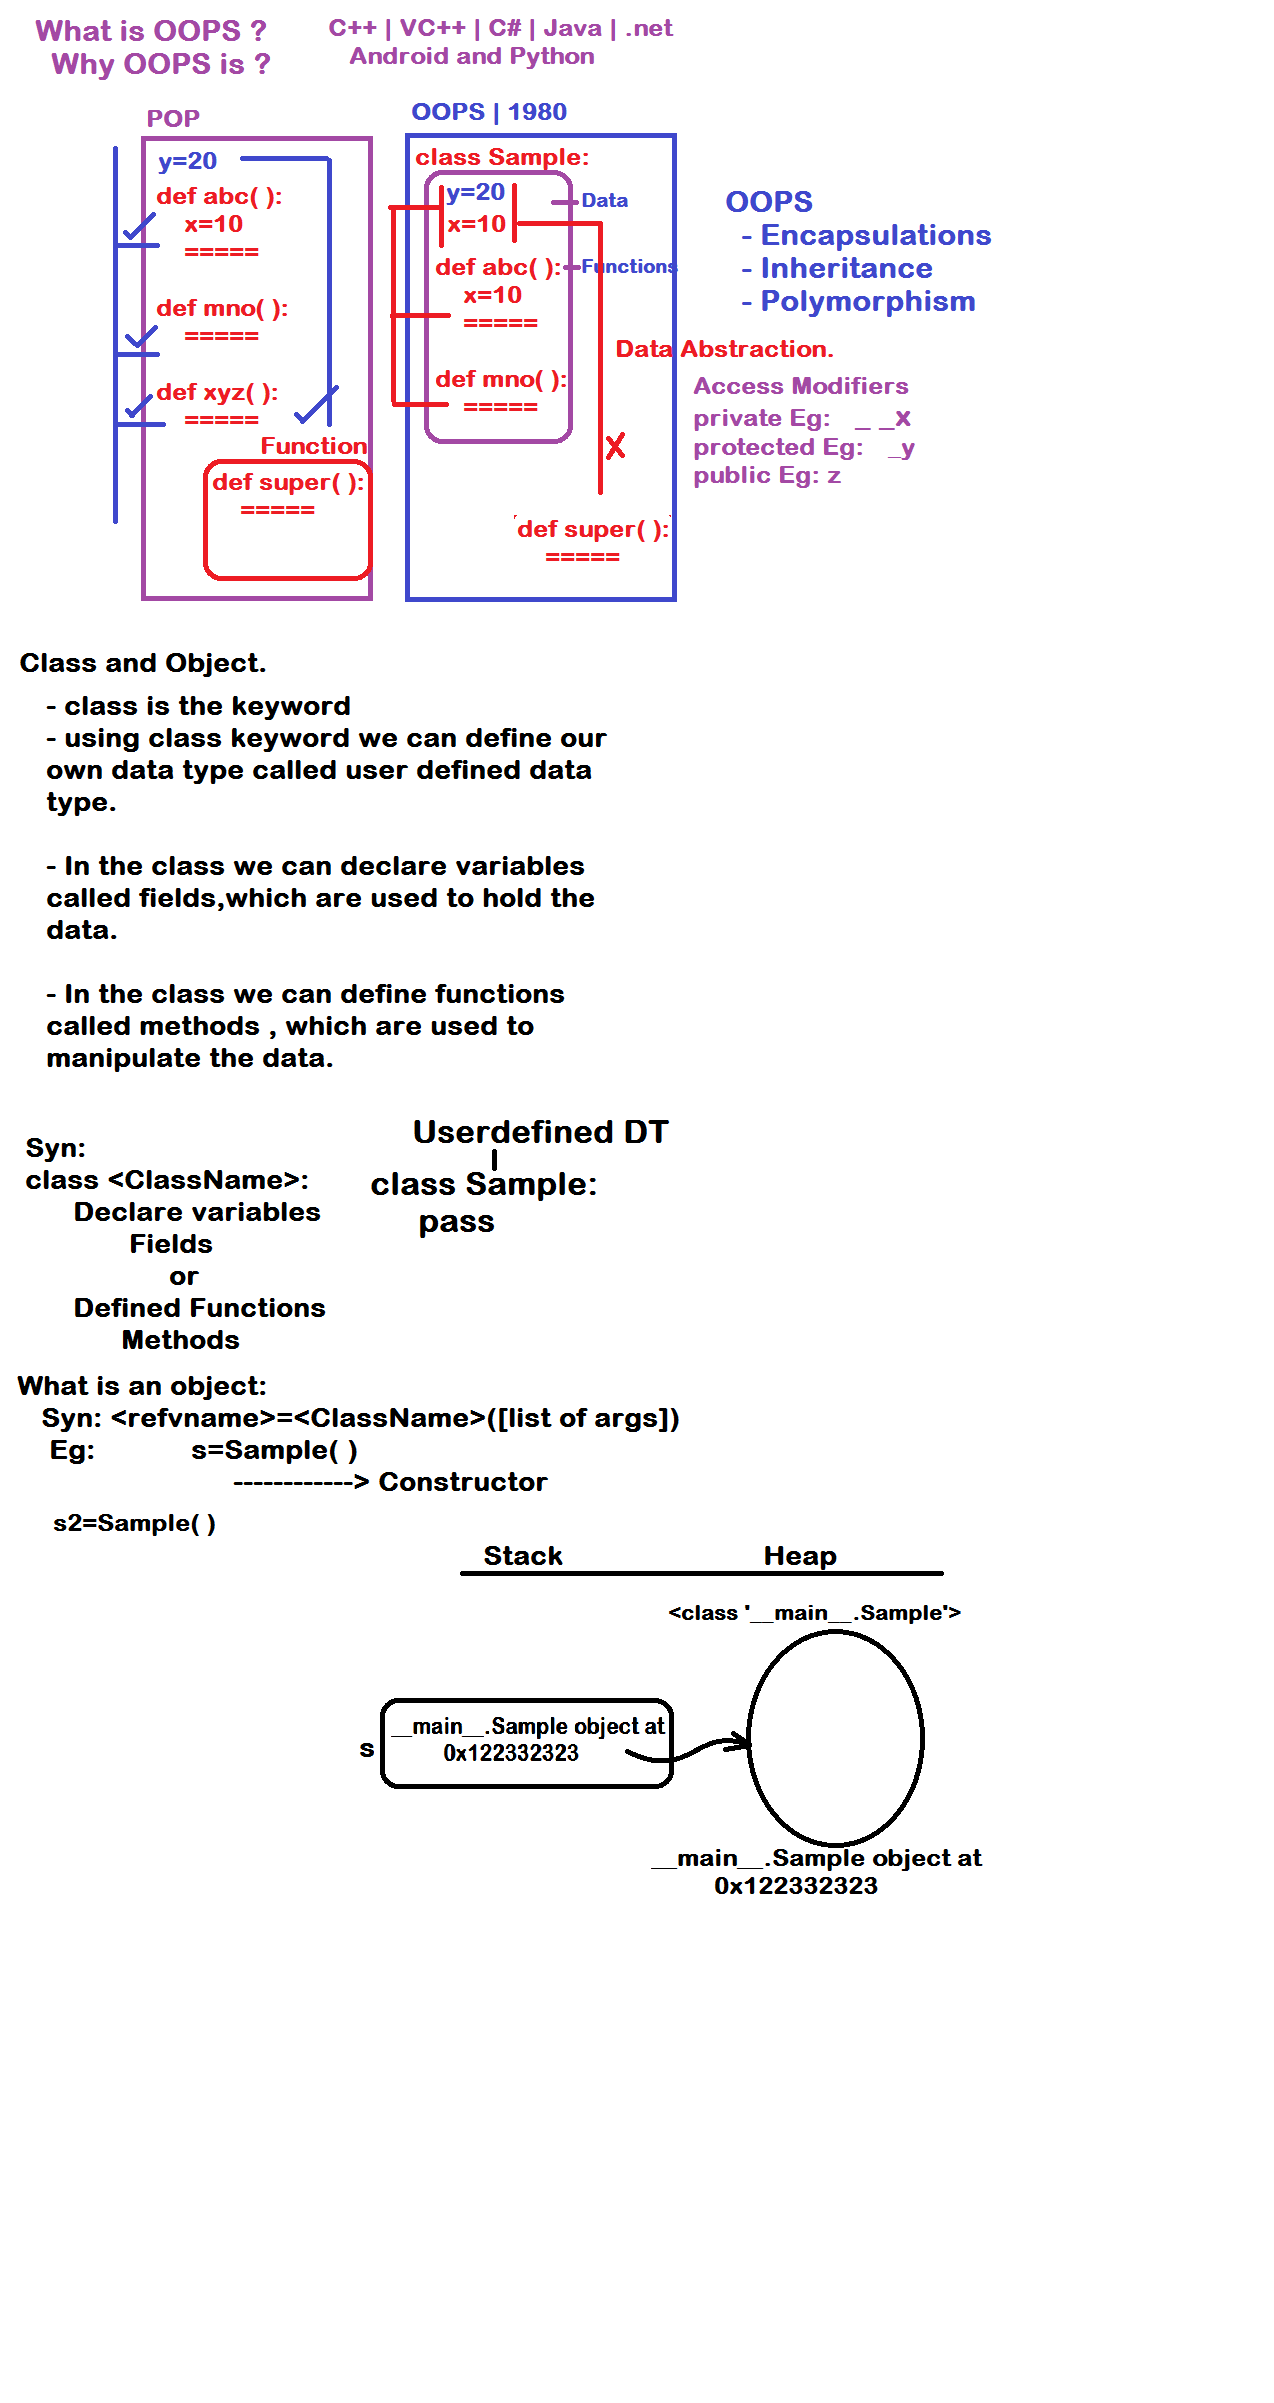 What is OOPS ?
Why OOPS is ?
C++ | VC++ | C# | Java | .net
Android and Python
POP
y=20
def abc( ):
x=10
=====
def mno( ):
=====
def xyz( ):
=====
Function
def super( ):
=====
OOPS | 1980
class Sample:
y=20
Data
x=10
def abc( ):
Functions
x=10
=====
def mno( ):
=====
X
def super( ):
=====
OOPS
- Encapsulations
- Inheritance
- Polymorphism
Data Abstraction.
Access Modifiers
private Eg: _ _x
protected Eg: _y
public Eg: z
Class and Object.
- class is the keyword
- using class keyword we can define our
own data type called user defined data
type.
- In the class we can declare variables
called fields,which are used to hold the
data.
- In the class we can define functions
called methods , which are used to
manipulate the data.
Syn:
class <ClassName>:
Declare variables
Fields
or
Defined Functions
Methods
Userdefined DT
class Sample:
pass
What is an object:
Syn: <refvname>=<ClassName>([list of args])
Eg: s=Sample( )
------------> Constructor
s2=Sample( )
Stack Heap
<class '__main__.Sample'>
s
__main__.Sample object at
0x122332323
__main__.Sample object at
0x122332323